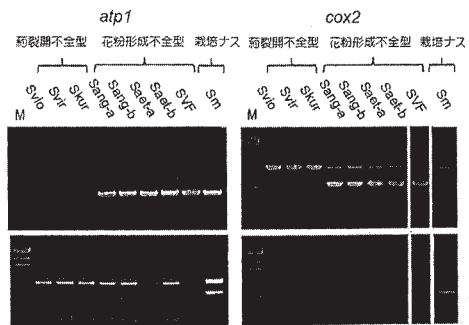 atp1
葯裂開不全型 花粉形成不全型 栽培ナス
M Svio Svir Skur Sang-a Sang-b Saet-a Saet-b SVF Sm
cox2
葯裂開不全型 花粉形成不全型 栽培ナス
M Svio Svir Skur Sang-a Sang-b Saet-a Saet-b SVF Sm